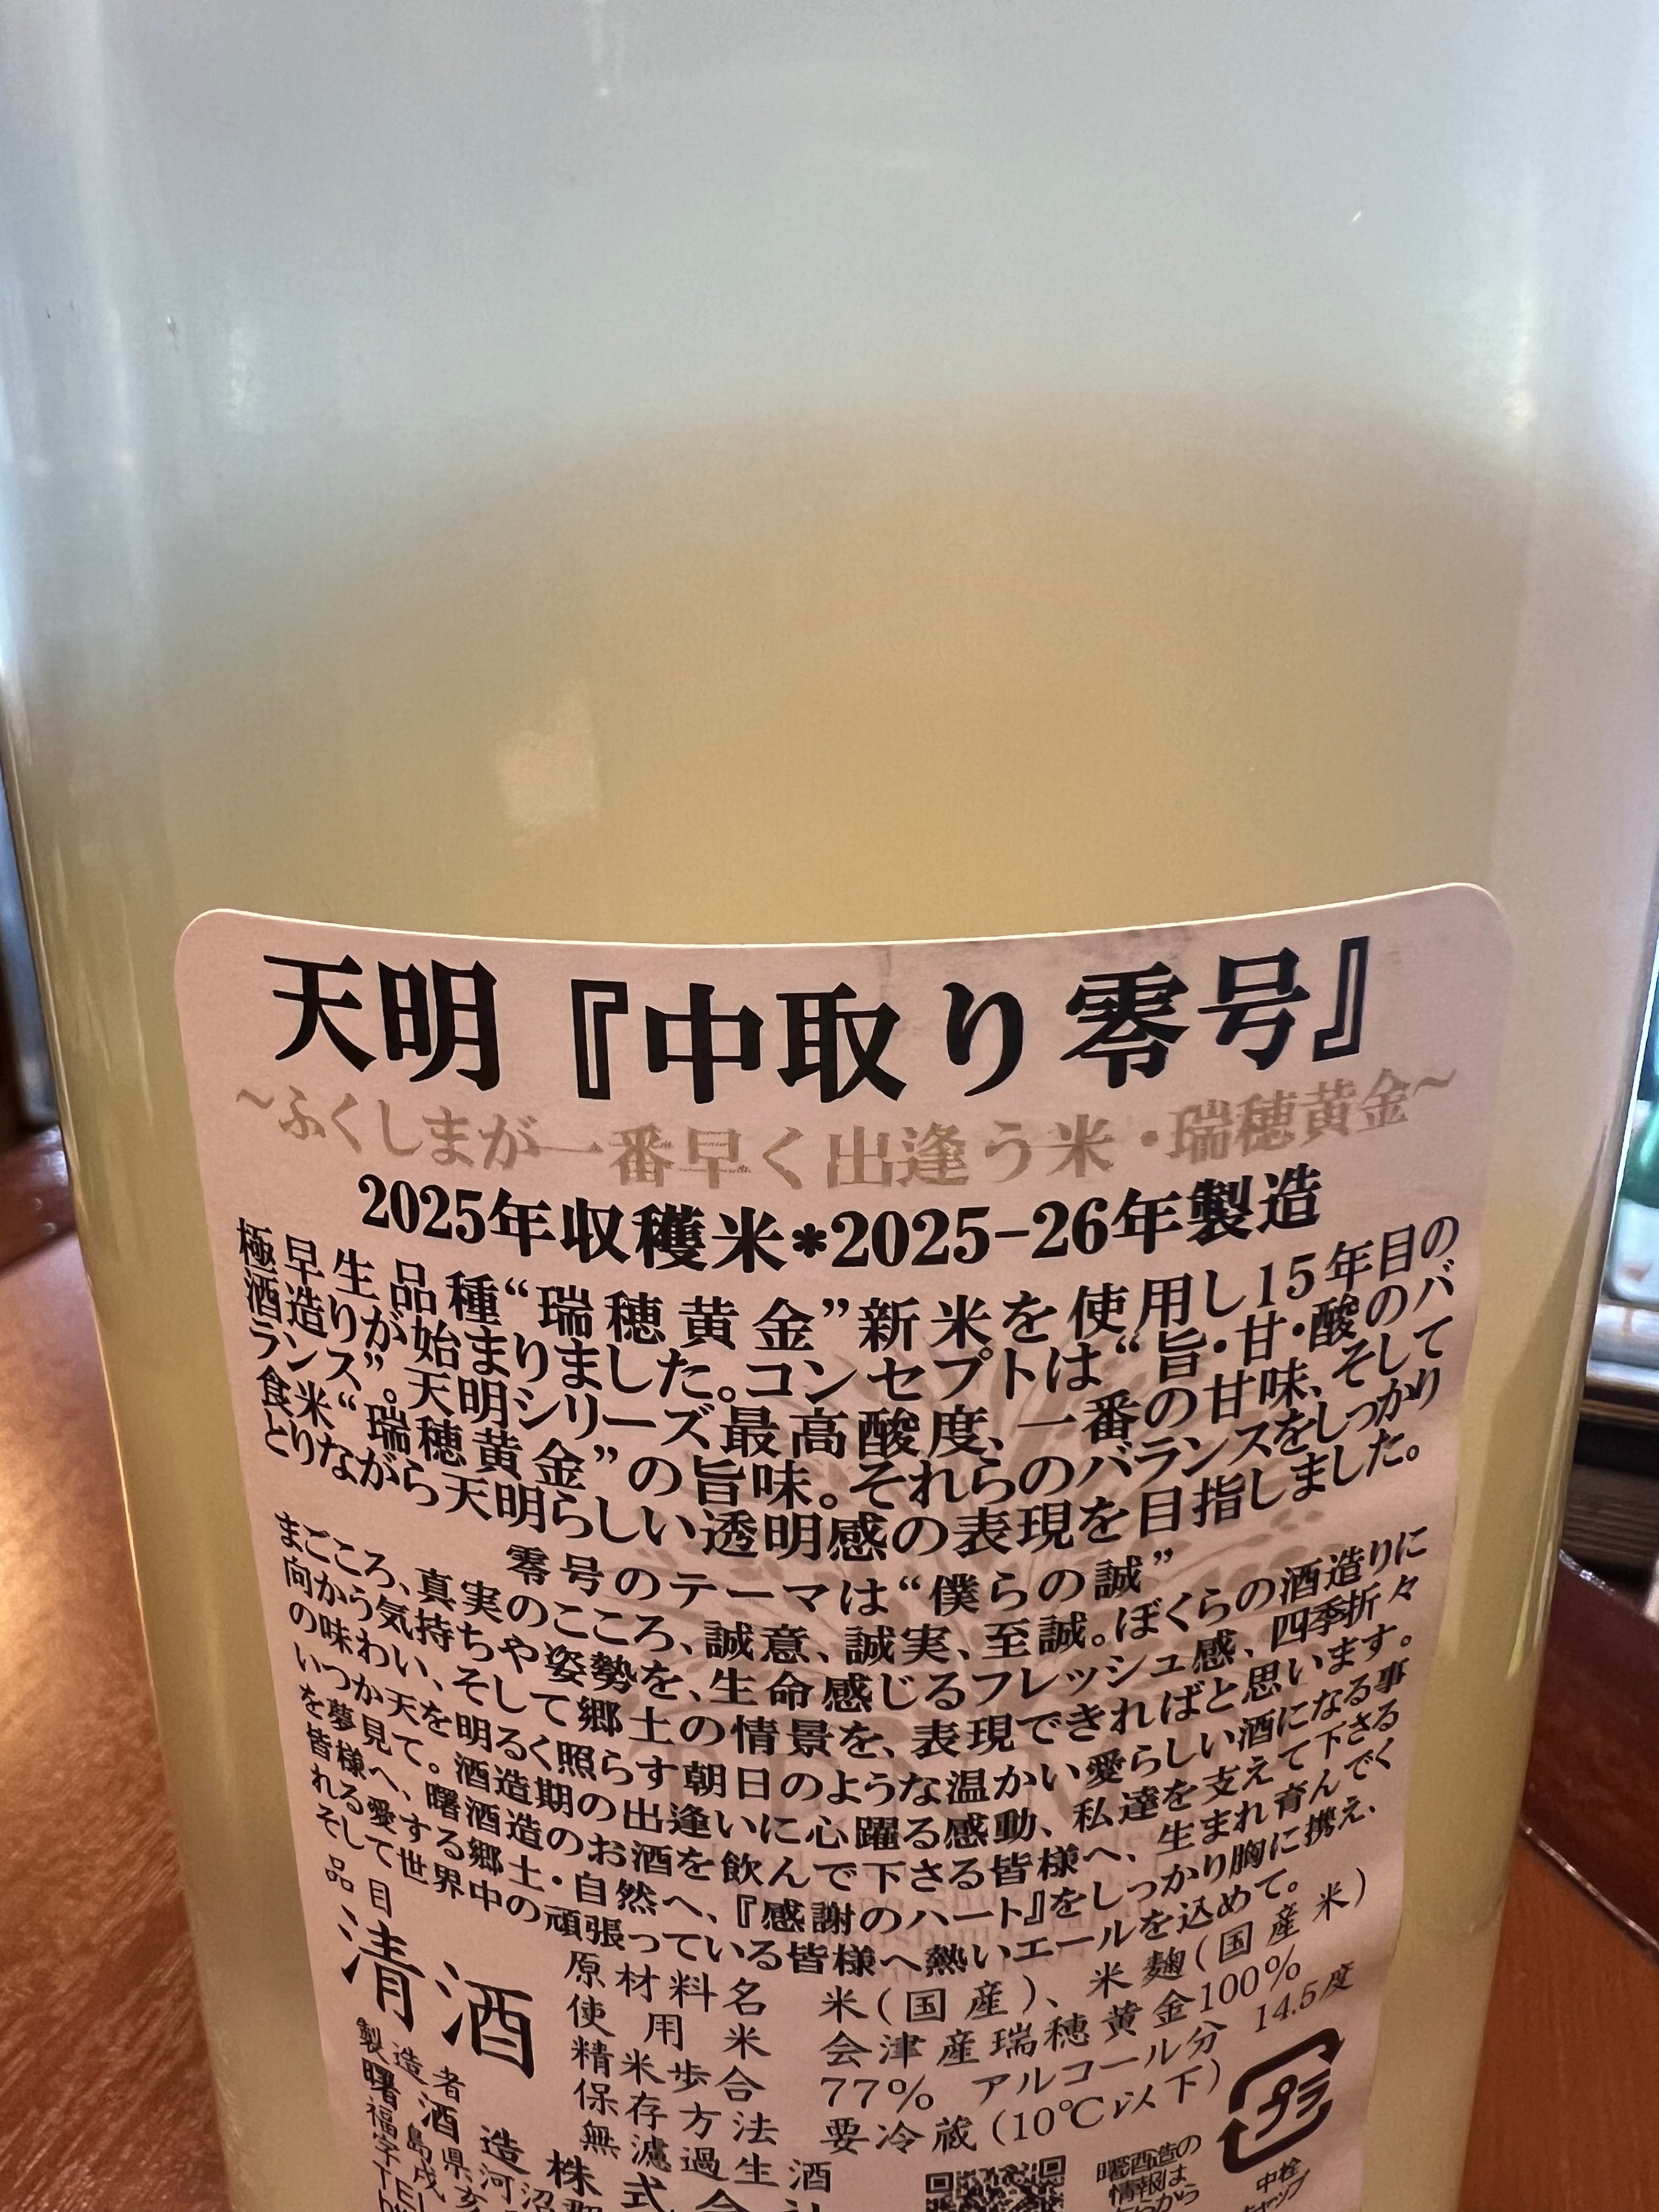 天明『中取り零号』
~ふくしまが一番早く出逢う米・瑞穂黄金~
2025年収穫米*2025-26年製造
極早生品種“瑞穂黄金”新米を使用し15年目の
酒造りが始まりました。コンセプトは“旨・甘・酸のバ
ランス”。天明シリーズ最高酸度、一番の甘味、そして
食米“瑞穂黄金”の旨味。それらのバランスをしっかり
とりながら天明らしい透明感の表現を目指しました。
零号のテーマは“僕らの誠”
まごころ、真実のこころ、誠意、誠実、至誠。ぼくらの酒造りに
向かう気持ちや姿勢を、生命感じるフレッシュ感、四季折々
の味わい、そして郷土の情景を、表現できればと思います。
いつか天を明るく照らす朝日のような温かい愛らしい酒になる事
を夢見て。酒造期の出逢いに心躍る感動、私達を支えて下さる
皆様へ、曙酒造のお酒を飲んで下さる皆様へ、生まれ育んでく
れる愛する郷土・自然へ、『感謝のハート』をしっかり胸に携え、
そして世界中の頑張っている皆様へ熱いエールを込めて。
品目
清酒
原材料名 米(国産)、米麹(国産米)
使用米 会津産瑞穂黄金100%
精米歩合 77% アルコール分 14.5度
保存方法 要冷蔵(10℃以下)
無濾過生酒
製造者
曙酒造株式会社
福島県河沼
プラ
中栓
キャップ
曙酒造の
情報は